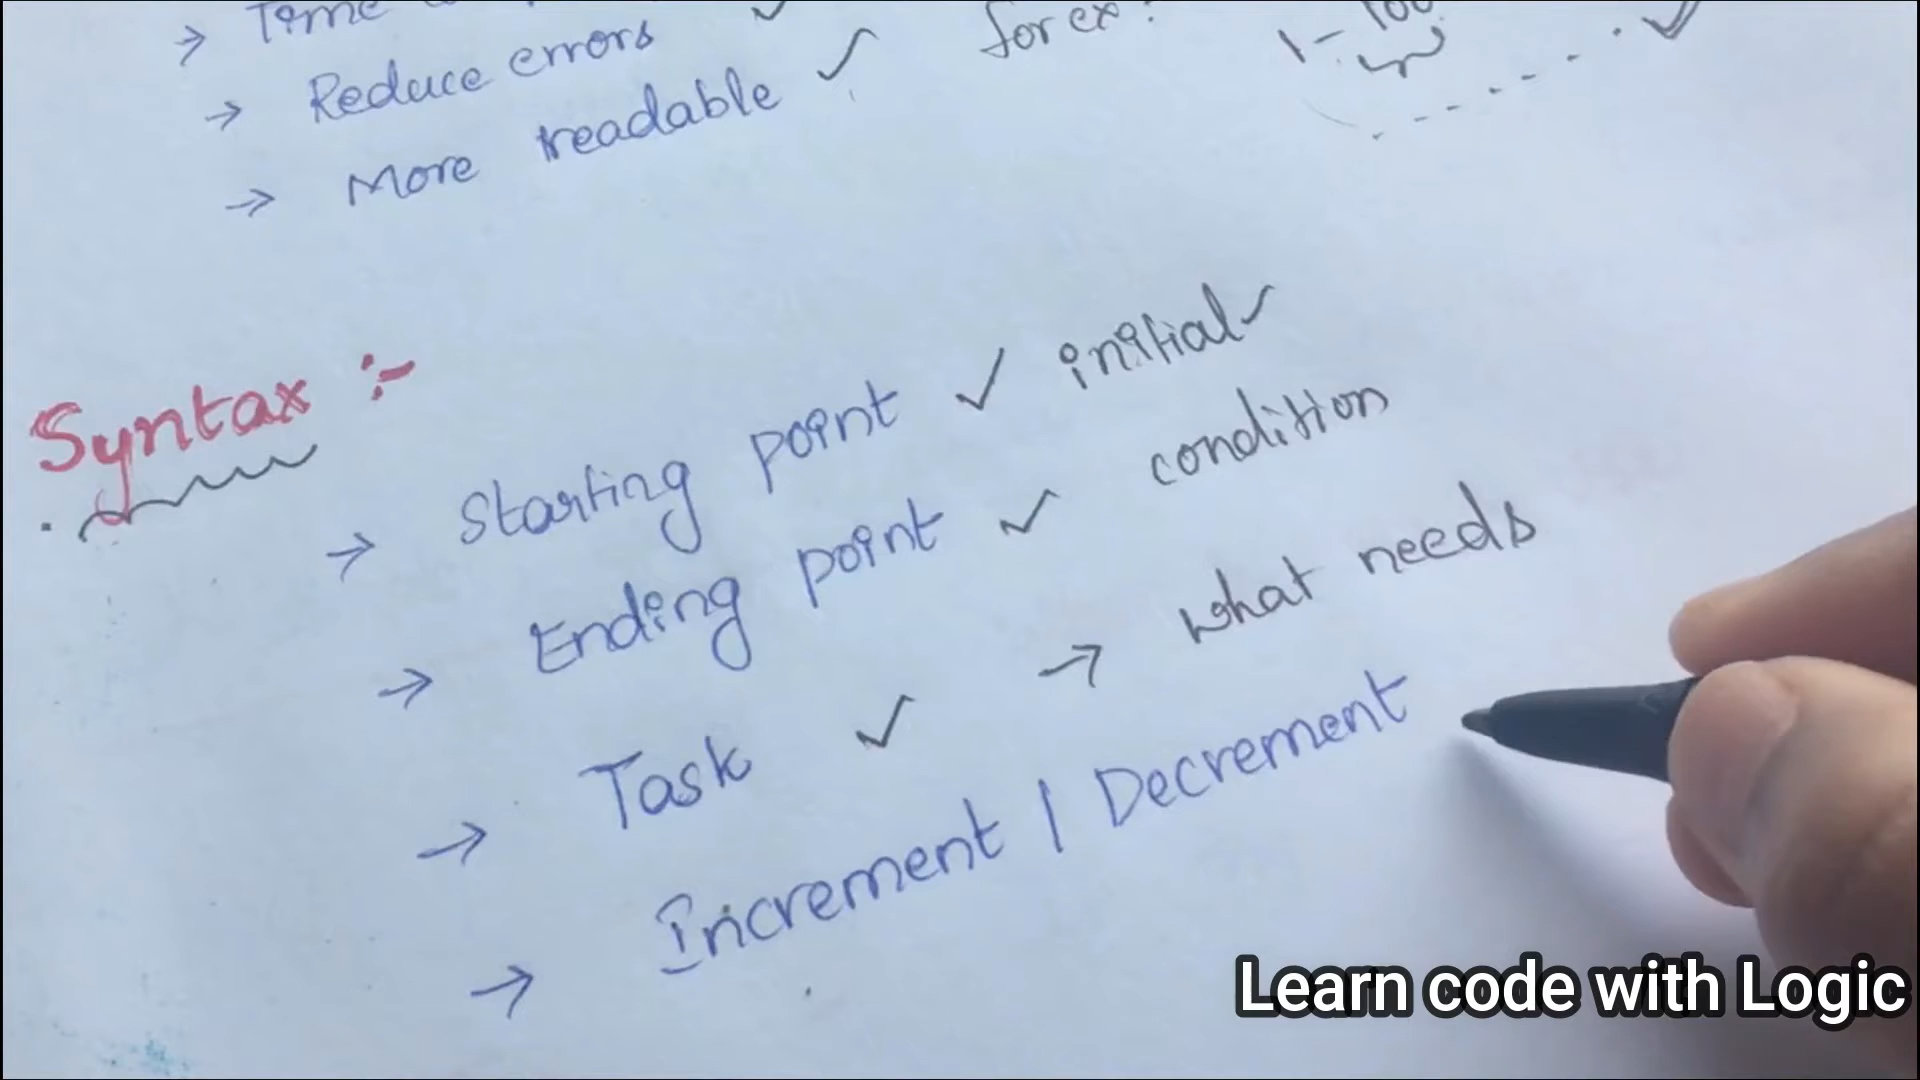 → Time
→ Reduce errors ✓ for ex: 1 - 100
→ More readable ✓
Syntax :-
→ Starting point ✓ initial
→ Ending point ✓ condition
→ Task ✓ → what needs
→ Increment / Decrement
Learn code with Logic